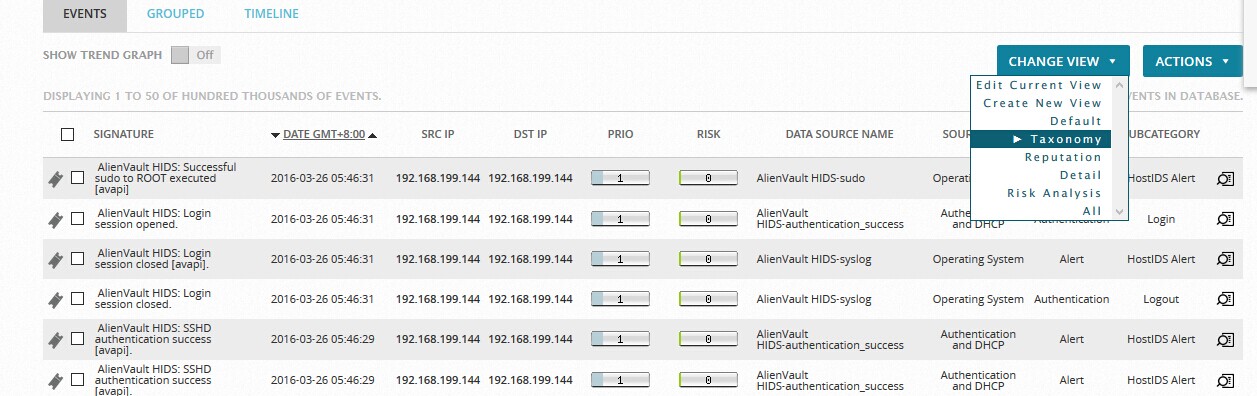 EVENTS GROUPED TIMELINE
SHOW TREND GRAPH Off CHANGE VIEW ACTIONS
Edit Current View
Create New View
Default
Taxonomy
Reputation
Detail
Risk Analysis
All
DISPLAYING 1 TO 50 OF HUNDRED THOUSANDS OF EVENTS. IN DATABASE.
SIGNATURE DATE GMT+8:00 SRC IP DST IP PRIO RISK DATA SOURCE NAME
AlienVault HIDS: Successful
sudo to ROOT executed
[avapi]
2016-03-26 05:46:31 192.168.199.144 192.168.199.144 1 0 AlienVault HIDS-sudo HostIDS Alert
AlienVault HIDS: Login
session opened.
2016-03-26 05:46:31 192.168.199.144 192.168.199.144 1 0 AlienVault
HIDS-authentication_success
and DHCP Authentication Login
AlienVault HIDS: Login
session closed [avapi].
2016-03-26 05:46:31 192.168.199.144 192.168.199.144 1 0 AlienVault HIDS-syslog Operating System Alert HostIDS Alert
AlienVault HIDS: Login
session closed.
2016-03-26 05:46:31 192.168.199.144 192.168.199.144 1 0 AlienVault HIDS-syslog Operating System Authentication Logout
AlienVault HIDS: SSHD
authentication success
[avapi].
2016-03-26 05:46:29 192.168.199.144 192.168.199.144 1 0 AlienVault
HIDS-authentication_success
Authentication
and DHCP
Alert HostIDS Alert
AlienVault HIDS: SSHD
authentication success
[avapi].
2016-03-26 05:46:29 192.168.199.144 192.168.199.144 1 0 AlienVault
HIDS-authentication_success
Authentication
and DHCP
Alert HostIDS Alert